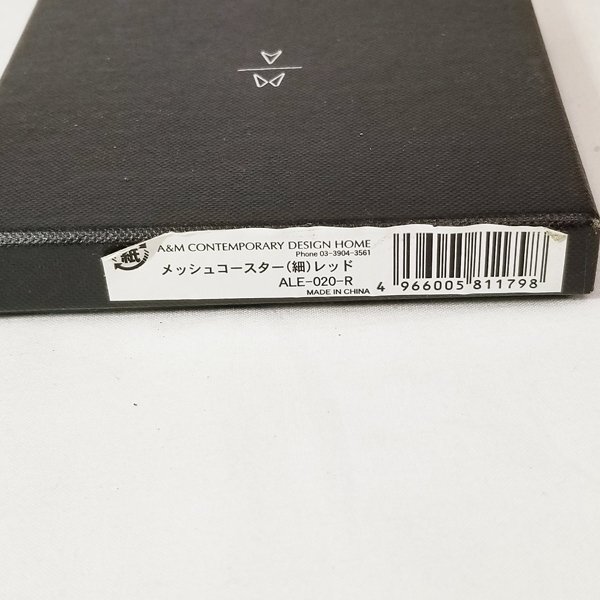 紙
A&M CONTEMPORARY DESIGN HOME
Phone 03-3904-3561
メッシュコースター(細)レッド
ALE-020-R
MADE IN CHINA
4 966005 811798